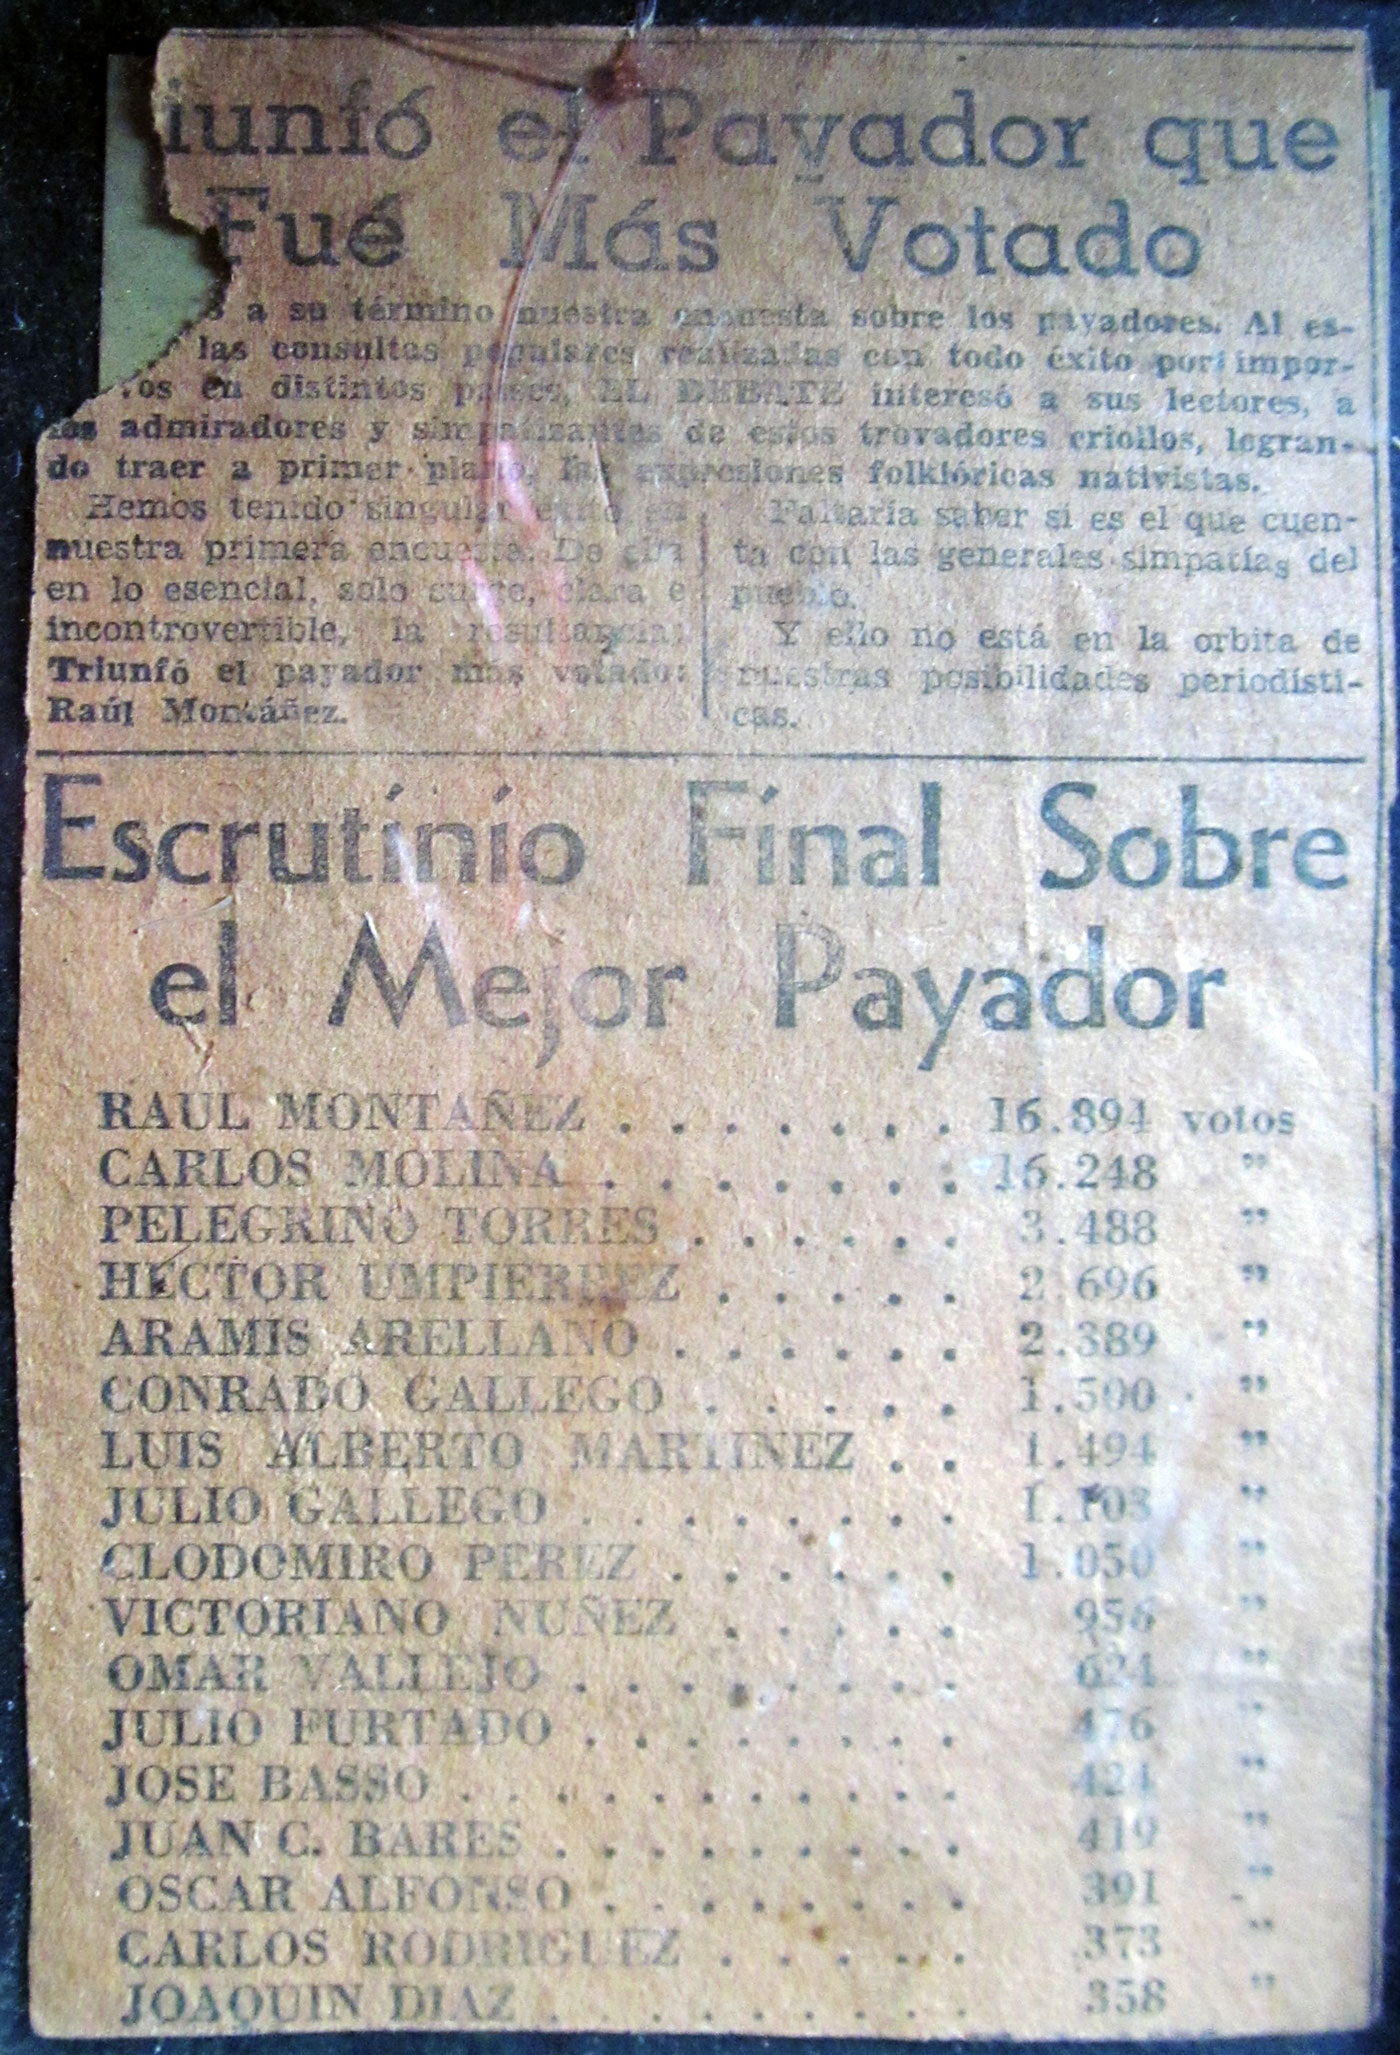 iunfó el Payador que
Fué Más Votado
a su término nuestra encuesta sobre los payadores. Al es-
las consultas populares realizadas con todo éxito por impor-
en distintos países, EL DEBATE interesó a sus lectores, a
los admiradores y simpatizantes de estos trovadores criollos, logran-
do traer a primer plano, las expresiones folklóricas nativistas.
Hemos tenido singular éxito en
nuestra primera encuesta. De ella
en lo esencial, solo surge, clara e
incontrovertible, la resultancia:
Triunfó el payador más votado:
Raúl Montáñez.
Faltaría saber si es el que cuen-
ta con las generales simpatías del
pueblo.
Y ello no está en la orbita de
nuestras posibilidades periodísti-
cas.
Escrutinio Final Sobre
el Mejor Payador
RAUL MONTAÑEZ . . . . . . . 16.894 votos
CARLOS MOLINA . . . . . . . 16.248 "
PELEGRINO TORRES . . . . . . 3.488 "
HECTOR UMPIERREZ . . . . . 2.696 "
ARAMIS ARELLANO . . . . . . 2.389 "
CONRADO GALLEGO . . . . . 1.500 "
LUIS ALBERTO MARTINEZ . . 1.494 "
JULIO GALLEGO . . . . . . . 1.103 "
CLODOMIRO PEREZ . . . . . . 1.050 "
VICTORIANO NUÑEZ . . . . . 956 "
OMAR VALLEJO . . . . . . . . 624 "
JULIO FURTADO . . . . . . . . 476 "
JOSE BASSO . . . . . . . . . . 424 "
JUAN C. BARES . . . . . . . . . 419 "
OSCAR ALFONSO . . . . . . . . 391 "
CARLOS RODRIGUEZ . . . . . 373 "
JOAQUIN DIAZ . . . . . . . . 358 "